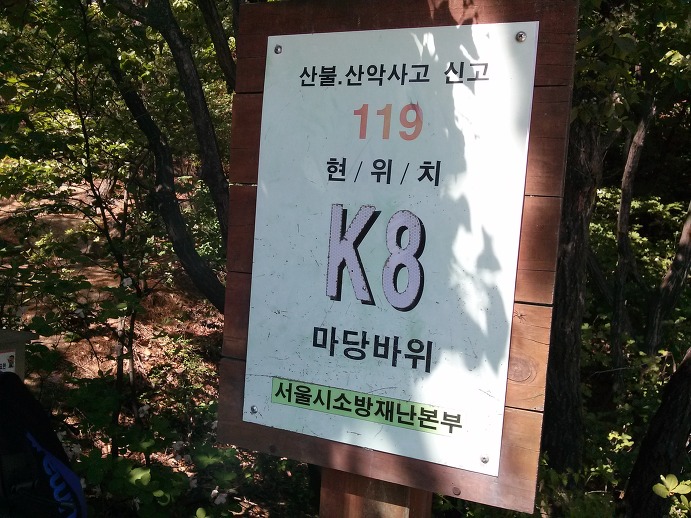 산불.산악사고 신고
119
현/위/치
K8
마당바위
서울시소방재난본부